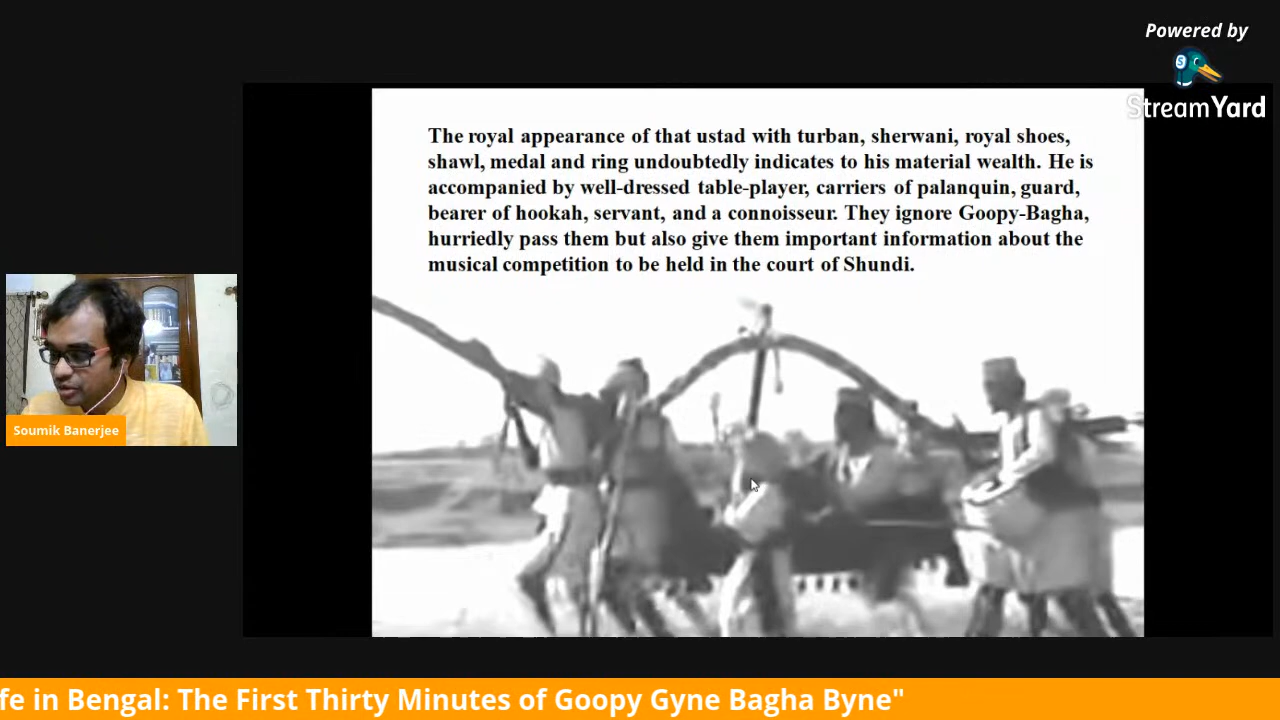 Powered by
StreamYard
The royal appearance of that ustad with turban, sherwani, royal shoes,
shawl, medal and ring undoubtedly indicates to his material wealth. He is
accompanied by well-dressed table-player, carriers of palanquin, guard,
bearer of hookah, servant, and a connoisseur. They ignore Goopy-Bagha,
hurriedly pass them but also give them important information about the
musical competition to be held in the court of Shundi.
Soumik Banerjee
fe in Bengal: The First Thirty Minutes of Goopy Gyne Bagha Byne"